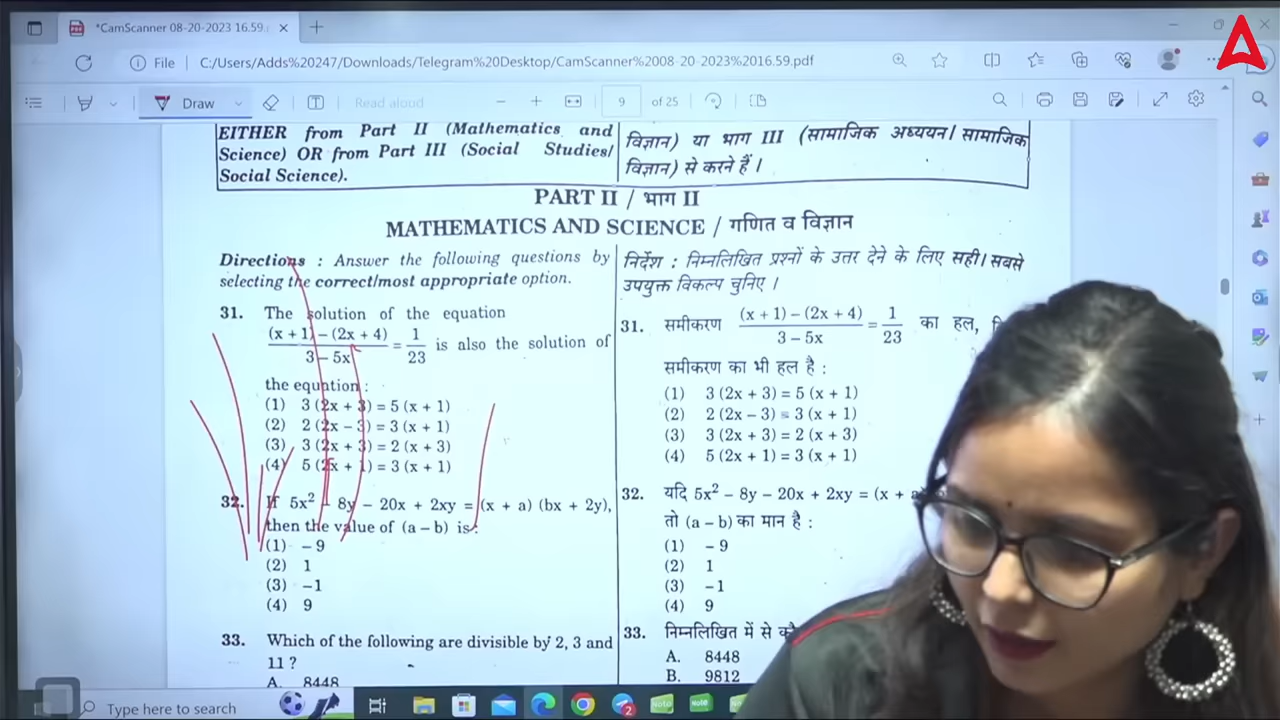 *CamScanner 08-20-2023 16.59.
File C:/Users/Adds%20247/Downloads/Telegram%20Desktop/CamScanner%2008-20-2023%2016.59.pdf
Draw Read aloud 9 of 25
EITHER from Part II (Mathematics and
Science) OR from Part III (Social Studies/
Social Science).
विज्ञान) या भाग III (सामाजिक अध्ययन/ सामाजिक
विज्ञान) से करने हैं।
PART II / भाग II
MATHEMATICS AND SCIENCE / गणित व विज्ञान
Directions : Answer the following questions by
selecting the correct/most appropriate option.
31. The solution of the equation
(x + 1) – (2x + 4) / 3 – 5x = 1/23 is also the solution of
the equation :
(1) 3 (2x + 3) = 5 (x + 1)
(2) 2 (2x – 3) = 3 (x + 1)
(3) 3 (2x + 3) = 2 (x + 3)
(4) 5 (2x + 1) = 3 (x + 1)
32. If 5x² – 8y – 20x + 2xy = (x + a) (bx + 2y),
then the value of (a – b) is :
(1) – 9
(2) 1
(3) –1
(4) 9
33. Which of the following are divisible by 2, 3 and
11 ?
A. 8448
निर्देश : निम्नलिखित प्रश्नों के उत्तर देने के लिए सही/ सबसे
उपयुक्त विकल्प चुनिए।
31. समीकरण (x + 1) – (2x + 4) / 3 – 5x = 1/23 का हल,
समीकरण का भी हल है :
(1) 3 (2x + 3) = 5 (x + 1)
(2) 2 (2x – 3) = 3 (x + 1)
(3) 3 (2x + 3) = 2 (x + 3)
(4) 5 (2x + 1) = 3 (x + 1)
32. यदि 5x² – 8y – 20x + 2xy = (x +
तो (a – b) का मान है :
(1) – 9
(2) 1
(3) –1
(4) 9
33. निम्नलिखित में से
A. 8448
B. 9812
Type here to search